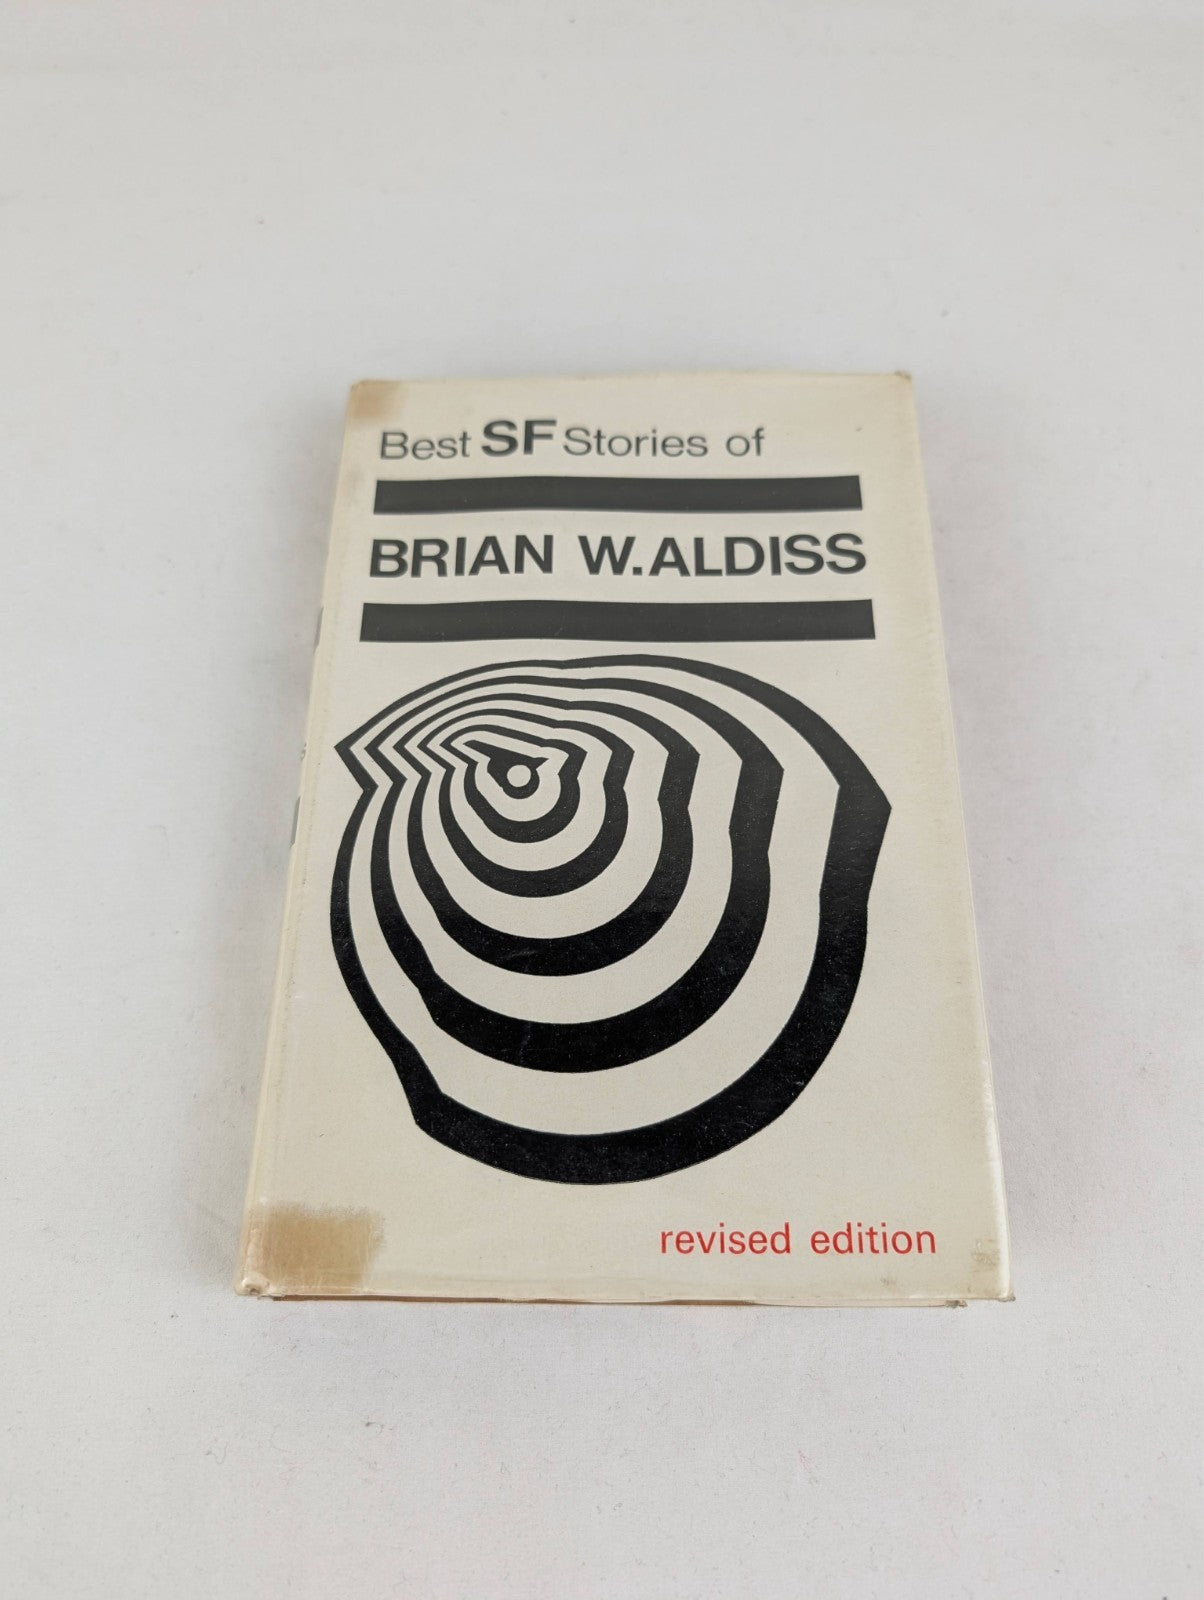 Best SF Stories of
BRIAN W. ALDISS
revised edition